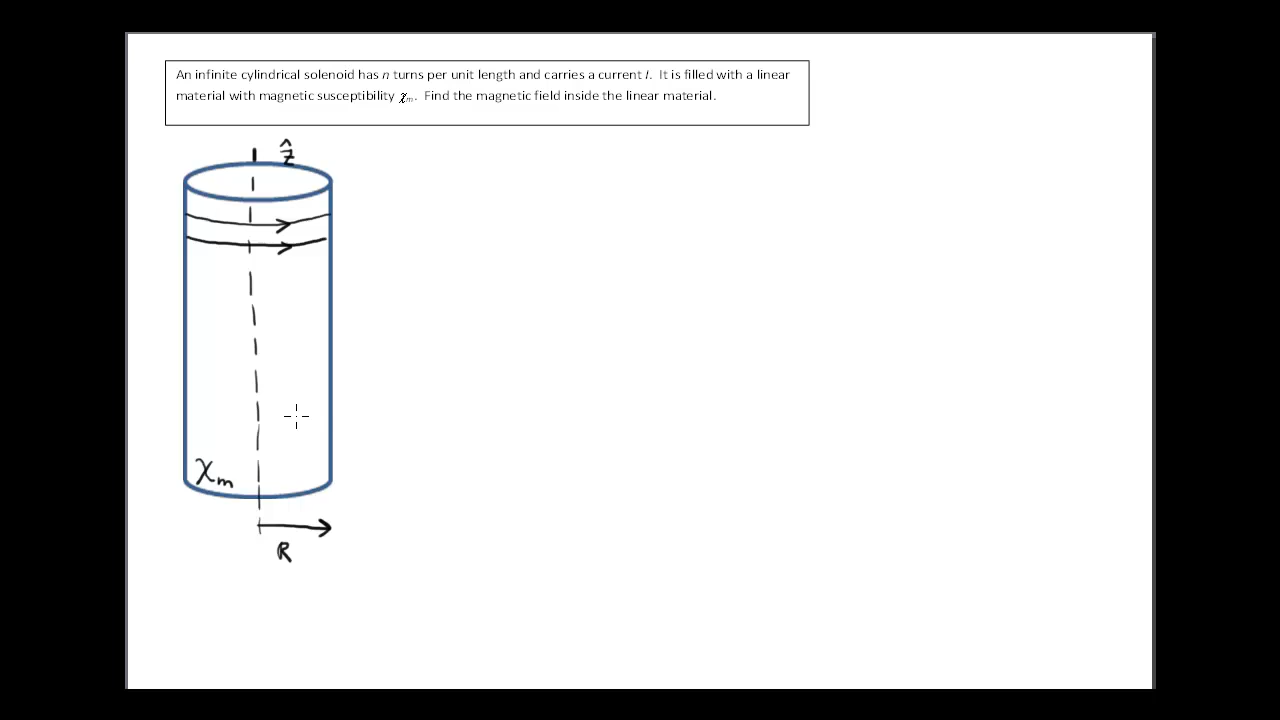 An infinite cylindrical solenoid has n turns per unit length and carries a current I. It is filled with a linear
material with magnetic susceptibility χₘ. Find the magnetic field inside the linear material.
ẑ
χₘ
R